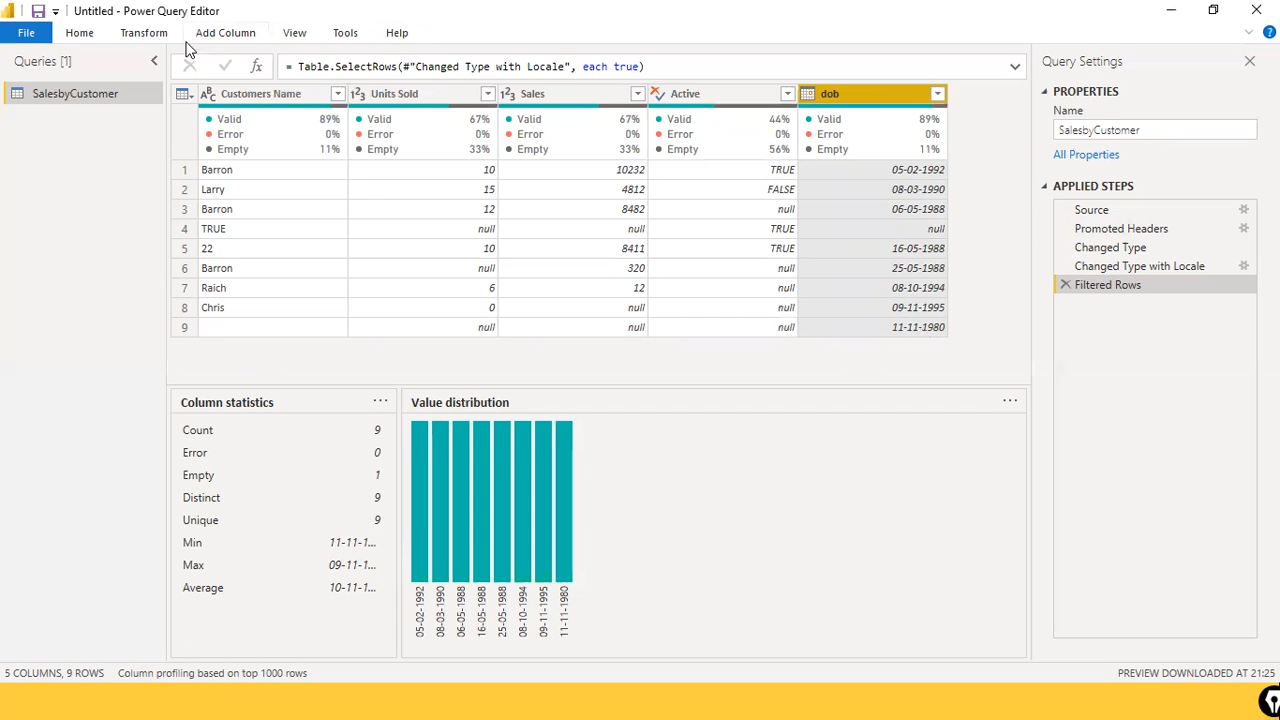 Untitled - Power Query Editor
File Home Transform Add Column View Tools Help
Queries [1]
SalesbyCustomer
fx = Table.SelectRows(#"Changed Type with Locale", each true)
ABC Customers Name 123 Units Sold 123 Sales Active dob
Valid 89% Valid 67% Valid 67% Valid 44% Valid 89%
Error 0% Error 0% Error 0% Error 0% Error 0%
Empty 11% Empty 33% Empty 33% Empty 56% Empty 11%
1 Barron 10 10232 TRUE 05-02-1992
2 Larry 15 4812 FALSE 08-03-1990
3 Barron 12 8482 null 06-05-1988
4 TRUE null null TRUE null
5 22 10 8411 TRUE 16-05-1988
6 Barron null 320 null 25-05-1988
7 Raich 6 12 null 08-10-1994
8 Chris 0 null null 09-11-1995
9 null null null 11-11-1980
Column statistics
Count 9
Error 0
Empty 1
Distinct 9
Unique 9
Min 11-11-1...
Max 09-11-1...
Average 10-11-1...
Value distribution
05-02-1992
08-03-1990
06-05-1988
16-05-1988
25-05-1988
08-10-1994
09-11-1995
11-11-1980
Query Settings
PROPERTIES
Name
SalesbyCustomer
All Properties
APPLIED STEPS
Source
Promoted Headers
Changed Type
Changed Type with Locale
Filtered Rows
5 COLUMNS, 9 ROWS Column profiling based on top 1000 rows
PREVIEW DOWNLOADED AT 21:25